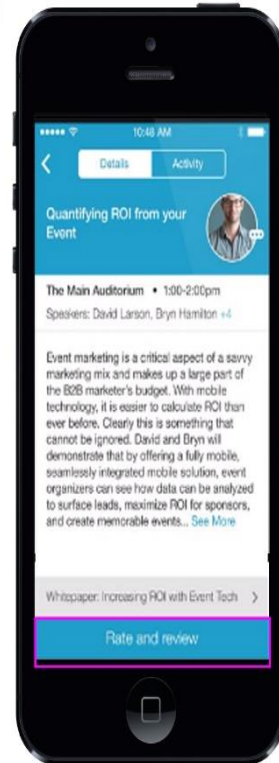 10:46 AM
Details
Activity
Quantifying ROI from your
Event
The Main Auditorium • 1:00-2:00pm
Speakers: David Larson, Bryn Hamilton +4
Event marketing is a critical aspect of a savvy
marketing mix and makes up a large part of
the B2B marketer's budget. With mobile
technology, it is easier to calculate ROI than
ever before. Clearly this is something that
cannot be ignored. David and Bryn will
demonstrate that by offering a fully mobile,
seamlessly integrated mobile solution, event
organizers can see how data can be analyzed
to surface leads, maximize ROI for sponsors,
and create memorable events... See More
Whitepaper: Increasing ROI with Event Tech
Rate and review